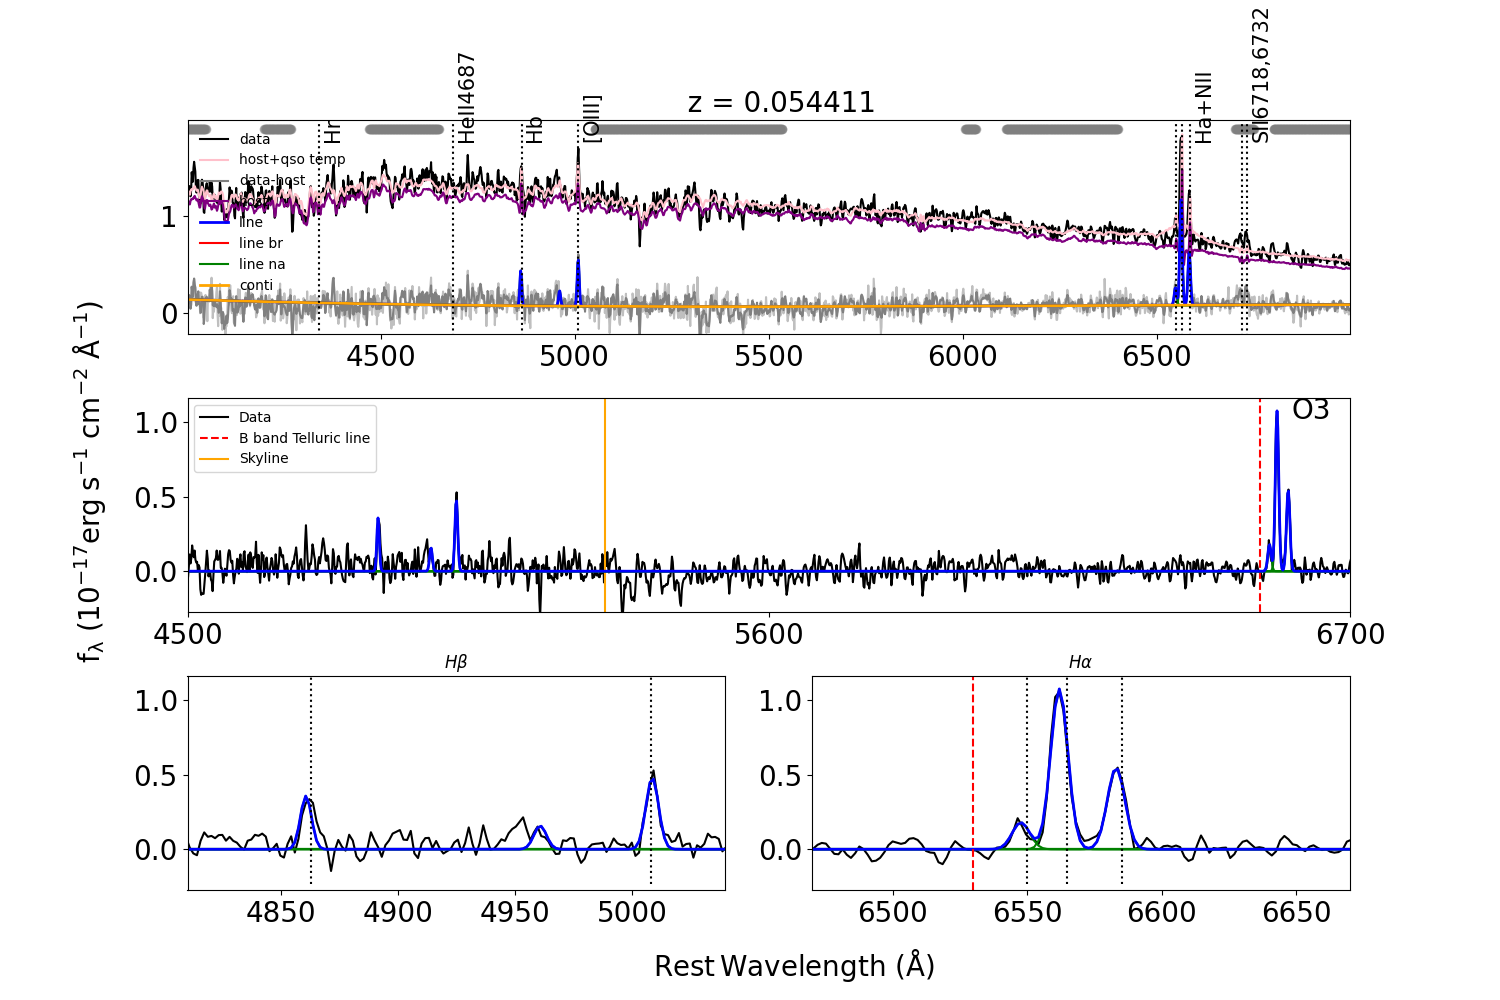 z = 0.054411
Hr
HeII4687
Hb
[OIII]
Ha+NII
SII6718,6732
data
host+qso temp
data-host
host
line
line br
line na
conti
1
0
4500 5000 5500 6000 6500
fλ (10−17erg s−1 cm−2 Å−1)
O3
Data
B band Telluric line
Skyline
1.0
0.5
0.0
4500 5600 6700
Hβ
1.0
0.5
0.0
4850 4900 4950 5000
Hα
1.0
0.5
0.0
6500 6550 6600 6650
Rest Wavelength (Å)